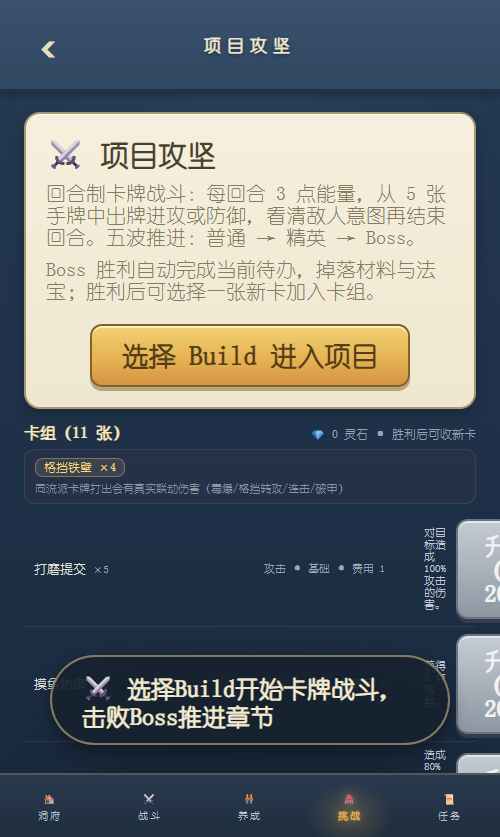 项目攻坚
项目攻坚
回合制卡牌战斗: 每回合 3 点能量, 从 5 张
手牌中出牌进攻或防御, 看清敌人意图再结束
回合。五波推进: 普通 → 精英 → Boss。
Boss 胜利自动完成当前待办, 掉落材料与法
宝; 胜利后可选择一张新卡加入卡组。
选择 Build 进入项目
卡组 (11 张)
0 灵石 • 胜利后可收新卡
格挡铁壁 ×4
同流派卡牌打出会有真实联动伤害 (毒爆/格挡转攻/连击/破甲)
打磨提交 ×5
攻击 • 基础 • 费用 1
对目
标造
成
100%
攻击
的伤
害。
升
20
选择Build开始卡牌战斗,
击败Boss推进章节
造成
80%
洞府
战斗
养成
挑战
任务